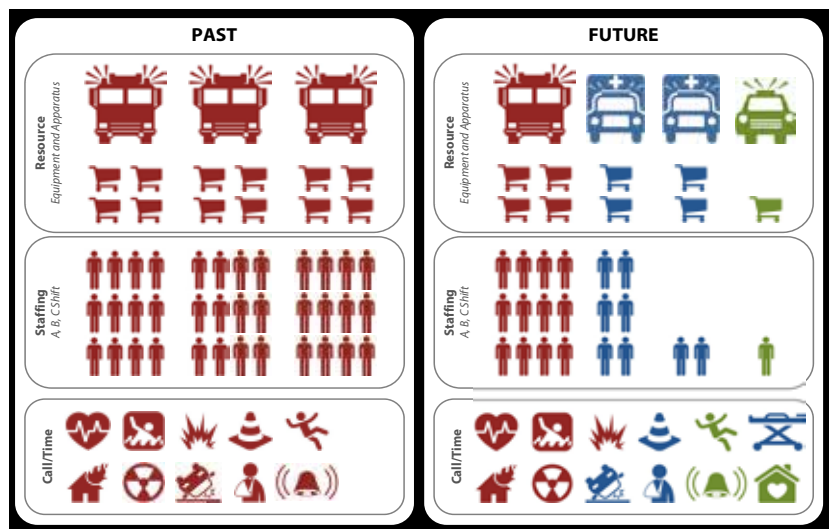 PAST
Resource
Equipment and Apparatus
Staffing
A, B, C Shift
Call/Time
FUTURE
Resource
Equipment and Apparatus
Staffing
A, B, C Shift
Call/Time